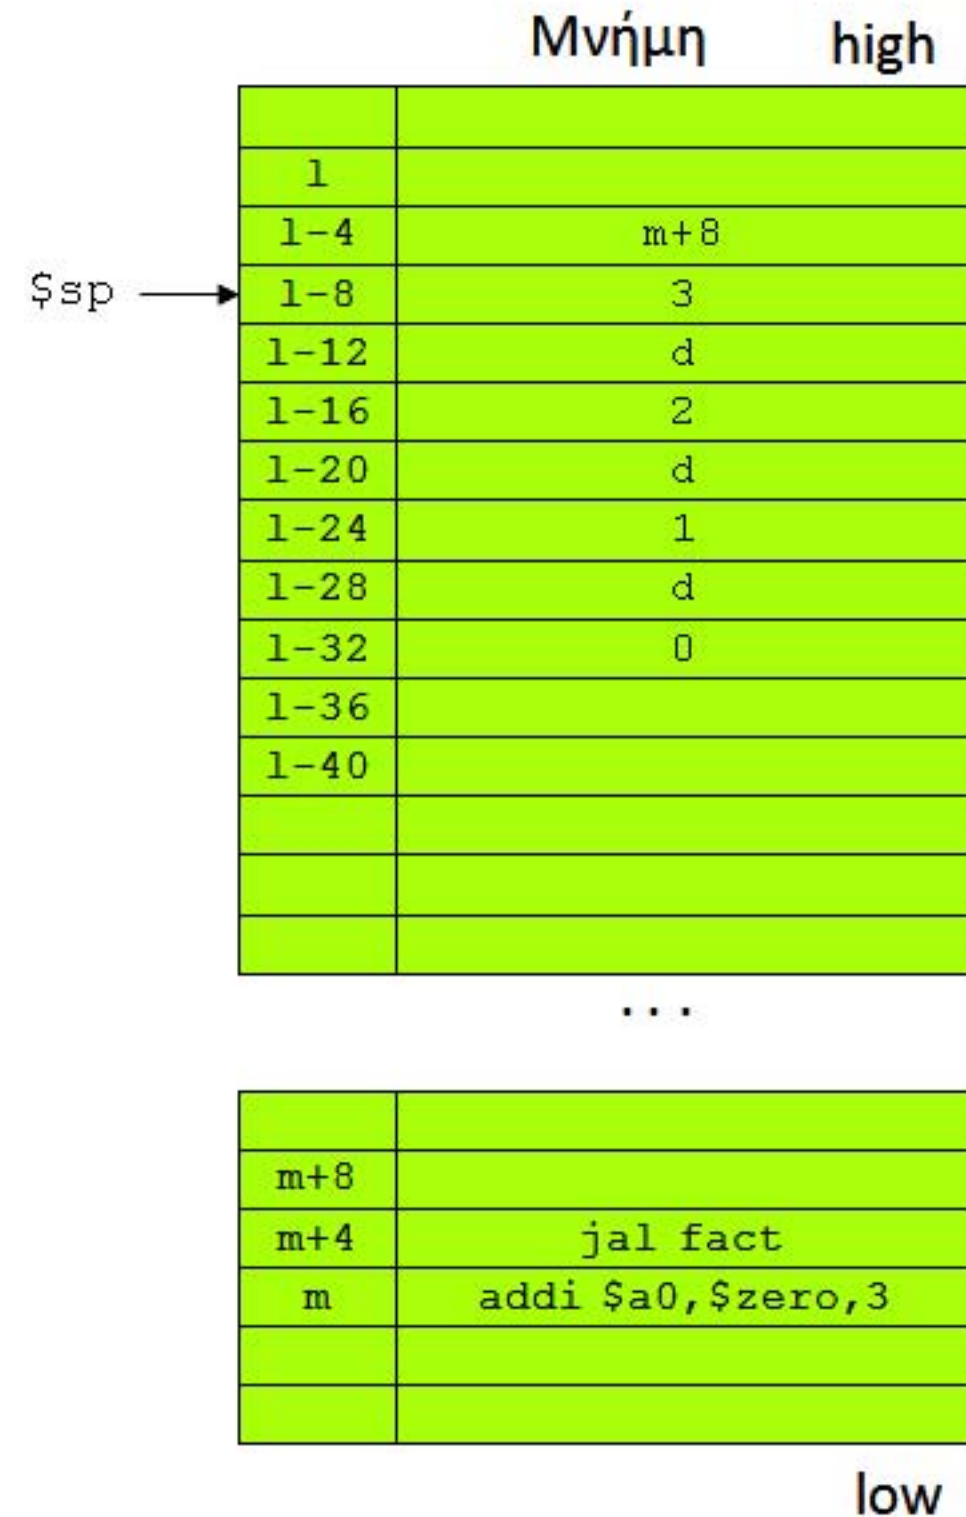 Μνήμη high
l
l-4 m+8
$sp l-8 3
l-12 d
l-16 2
l-20 d
l-24 1
l-28 d
l-32 0
l-36
l-40
...
m+8
m+4 jal fact
m addi $a0,$zero,3
low